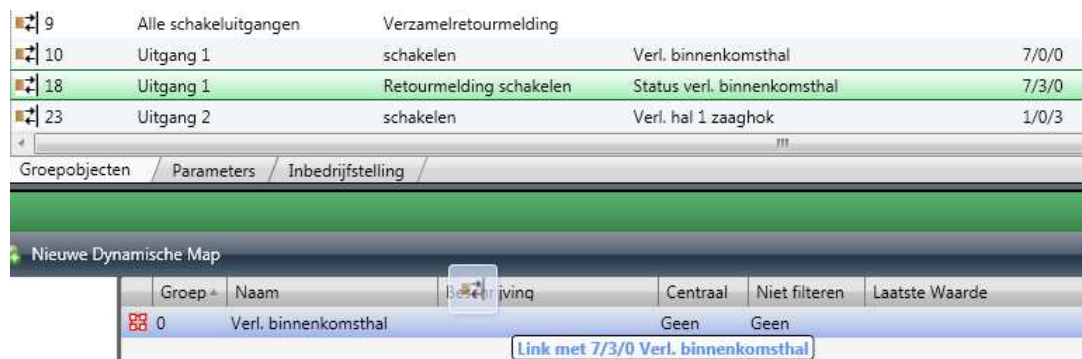 9 Alle schakeluitgangen Verzamelretourmelding
10 Uitgang 1 schakelen Verl. binnenkomsthal 7/0/0
18 Uitgang 1 Retourmelding schakelen Status verl. binnenkomsthal 7/3/0
23 Uitgang 2 schakelen Verl. hal 1 zaaghok 1/0/3
Groepobjecten Parameters Inbedrijfstelling
Nieuwe Dynamische Map
Groep Naam Beschrijving Centraal Niet filteren Laatste Waarde
0 Verl. binnenkomsthal Geen Geen
Link met 7/3/0 Verl. binnenkomsthal